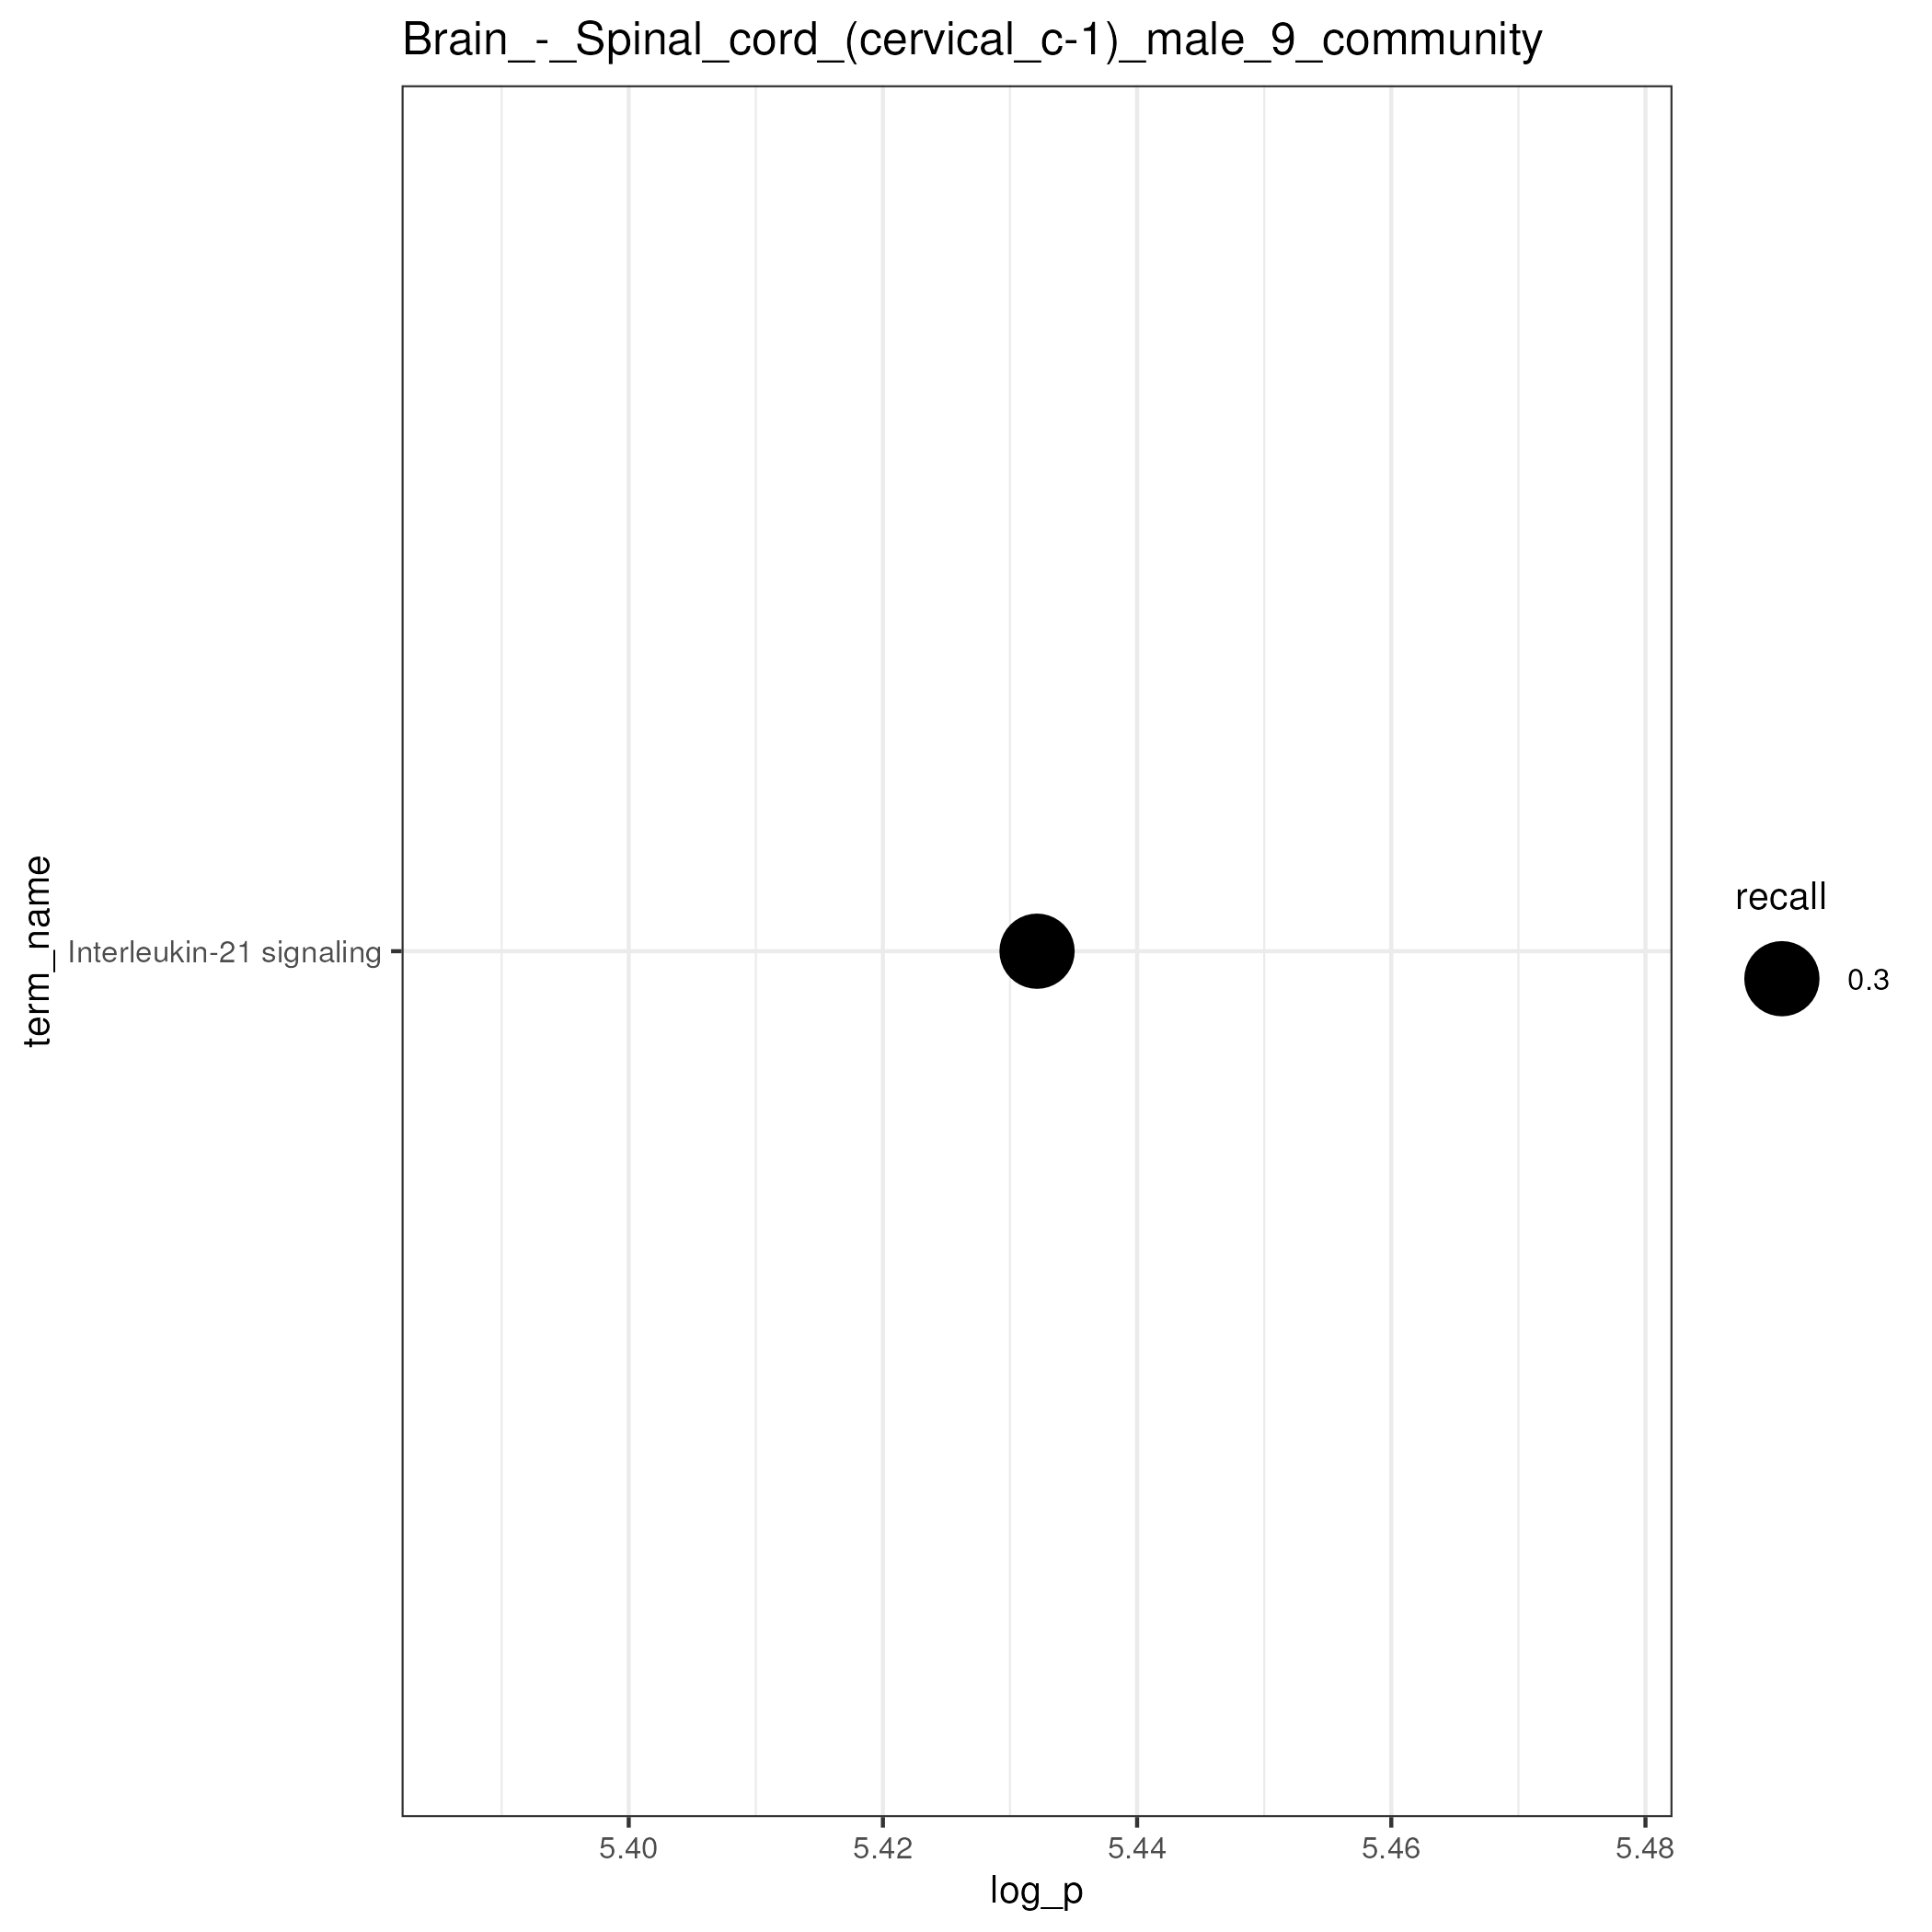 Brain_-_Spinal_cord_(cervical_c-1)_male_9_community
term_name
Interleukin-21 signaling
recall
0.3
5.40 5.42 5.44 5.46 5.48
log_p